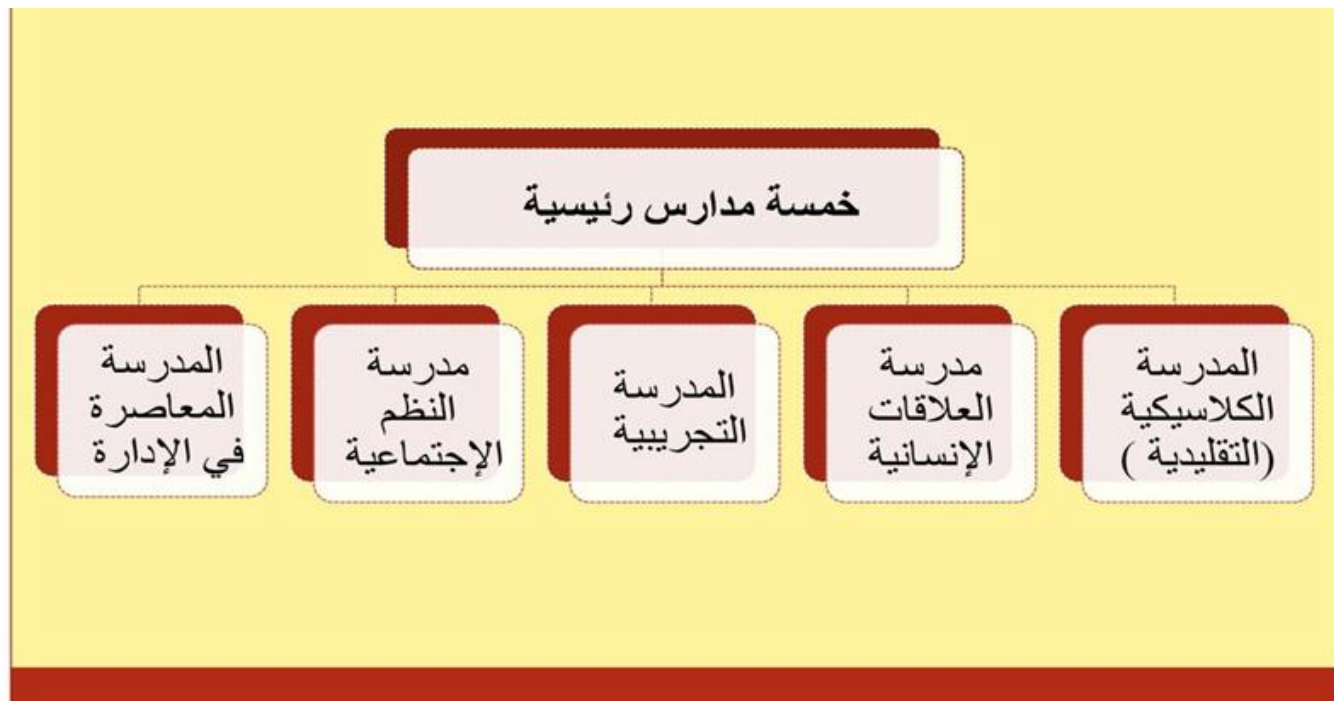 خمسة مدارس رئيسية
المدرسة
الكلاسيكية
(التقليدية )
مدرسة
العلاقات
الإنسانية
المدرسة
التجريبية
مدرسة
النظم
الإجتماعية
المدرسة
المعاصرة
في الإدارة